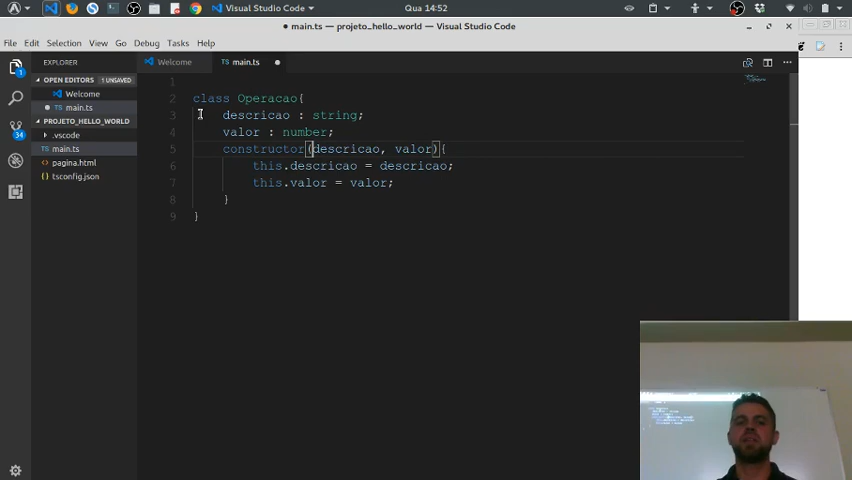 Visual Studio Code
Qua 14:52
main.ts - projeto_hello_world - Visual Studio Code
File Edit Selection View Go Debug Tasks Help
EXPLORER
Welcome
main.ts
OPEN EDITORS 1 UNSAVED
Welcome
main.ts
PROJETO_HELLO_WORLD
.vscode
main.ts
pagina.html
tsconfig.json
1
34
1
2 class Operacao{
3 descricao : string;
4 valor : number;
5 constructor(descricao, valor){
6 this.descricao = descricao;
7 this.valor = valor;
8 }
9 }